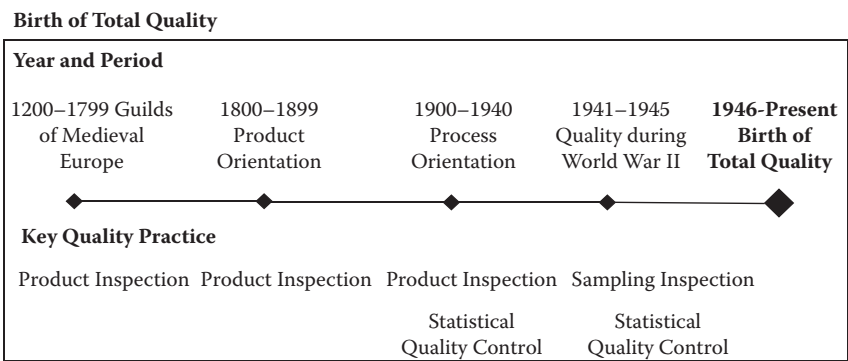 Birth of Total Quality
Year and Period
1200–1799 Guilds
of Medieval
Europe
1800–1899
Product
Orientation
1900–1940
Process
Orientation
1941–1945
Quality during
World War II
1946-Present
Birth of
Total Quality
Key Quality Practice
Product Inspection
Product Inspection
Product Inspection
Statistical
Quality Control
Sampling Inspection
Statistical
Quality Control